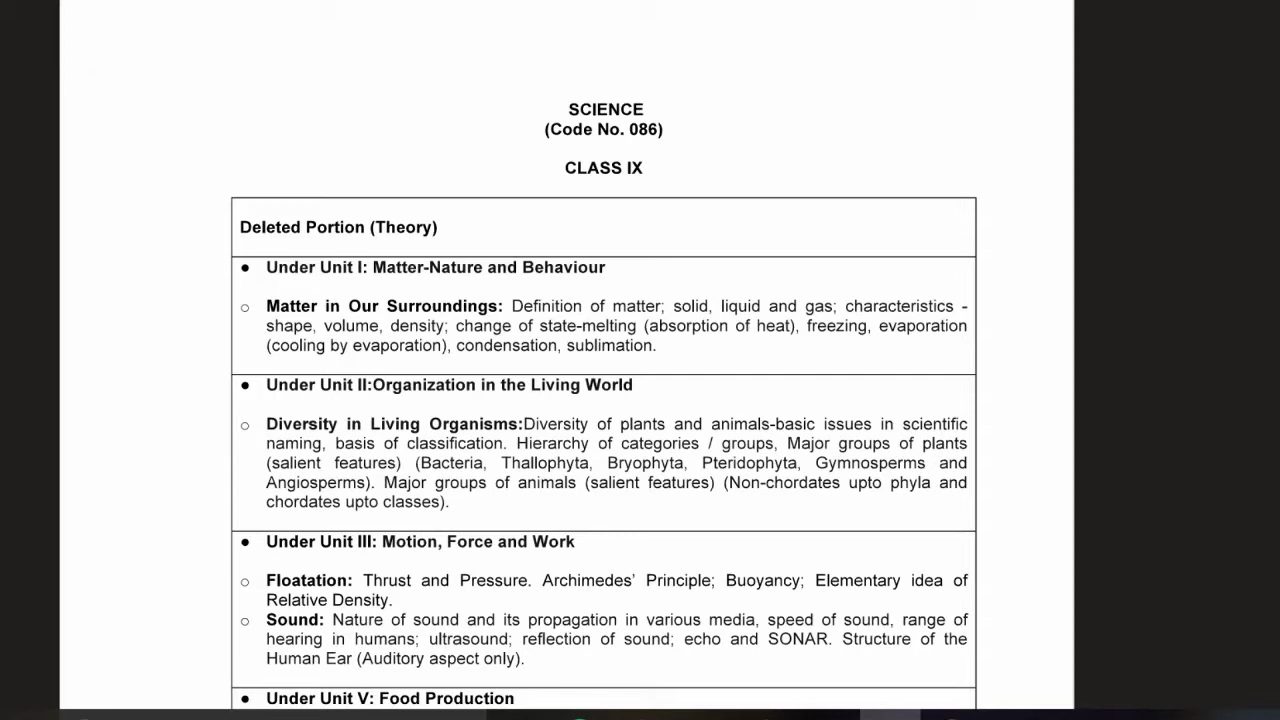 SCIENCE
(Code No. 086)
CLASS IX
Deleted Portion (Theory)
● Under Unit I: Matter-Nature and Behaviour
○ Matter in Our Surroundings: Definition of matter; solid, liquid and gas; characteristics -
shape, volume, density; change of state-melting (absorption of heat), freezing, evaporation
(cooling by evaporation), condensation, sublimation.
● Under Unit II:Organization in the Living World
○ Diversity in Living Organisms:Diversity of plants and animals-basic issues in scientific
naming, basis of classification. Hierarchy of categories / groups, Major groups of plants
(salient features) (Bacteria, Thallophyta, Bryophyta, Pteridophyta, Gymnosperms and
Angiosperms). Major groups of animals (salient features) (Non-chordates upto phyla and
chordates upto classes).
● Under Unit III: Motion, Force and Work
○ Floatation: Thrust and Pressure. Archimedes’ Principle; Buoyancy; Elementary idea of
Relative Density.
○ Sound: Nature of sound and its propagation in various media, speed of sound, range of
hearing in humans; ultrasound; reflection of sound; echo and SONAR. Structure of the
Human Ear (Auditory aspect only).
● Under Unit V: Food Production